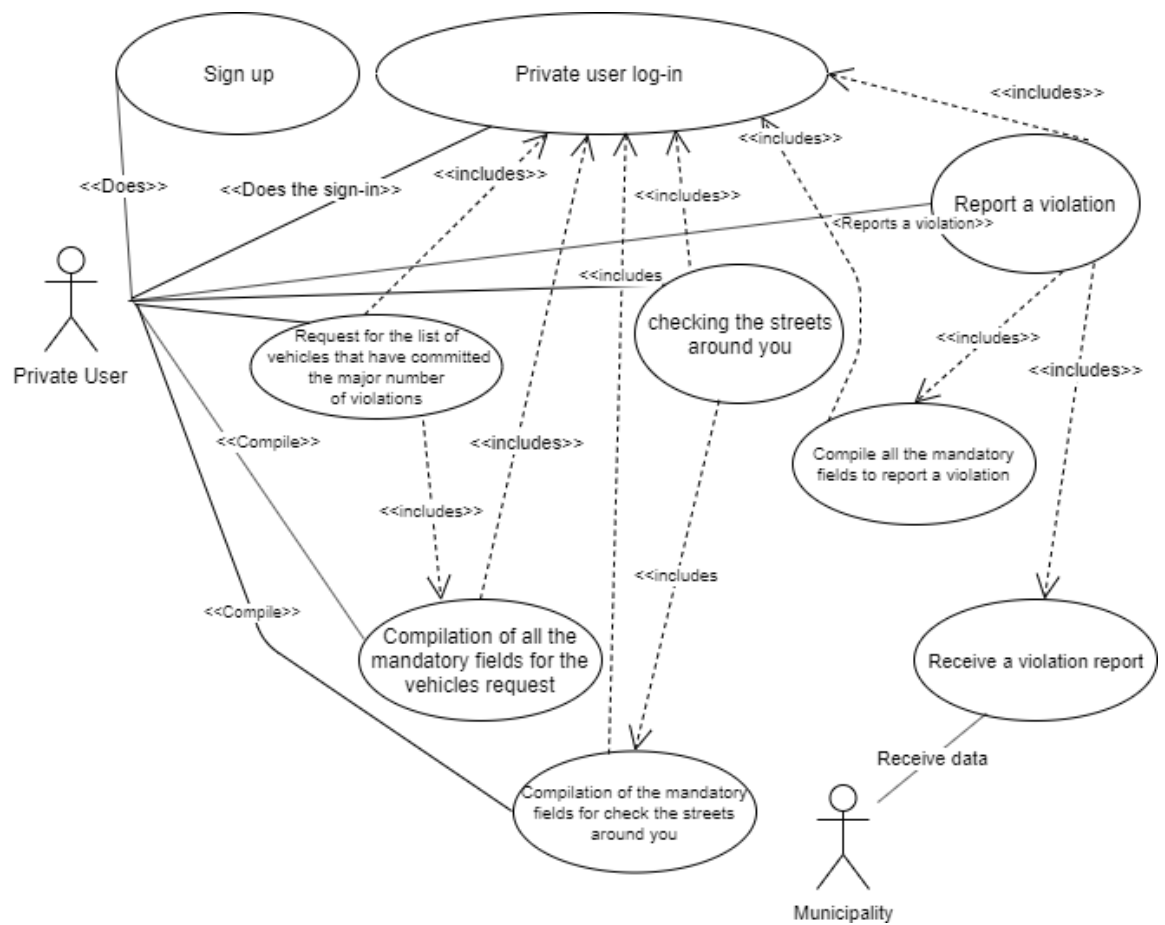 Sign up
Private user log-in
<<includes>>
<<includes>>
<<includes>>
<<Does>>
<<Does the sign-in>>
<<includes>>
Report a violation
<Reports a violation>>
<<includes
checking the streets
around you
Request for the list of
vehicles that have committed
the major number
of violations
Private User
<<includes>>
<<includes>>
<<Compile>>
<<includes>>
Compile all the mandatory
fields to report a violation
<<includes>>
<<includes
<<Compile>>
Compilation of all the
mandatory fields for the
vehicles request
Receive a violation report
Receive data
Compilation of the mandatory
fields for check the streets
around you
Municipality